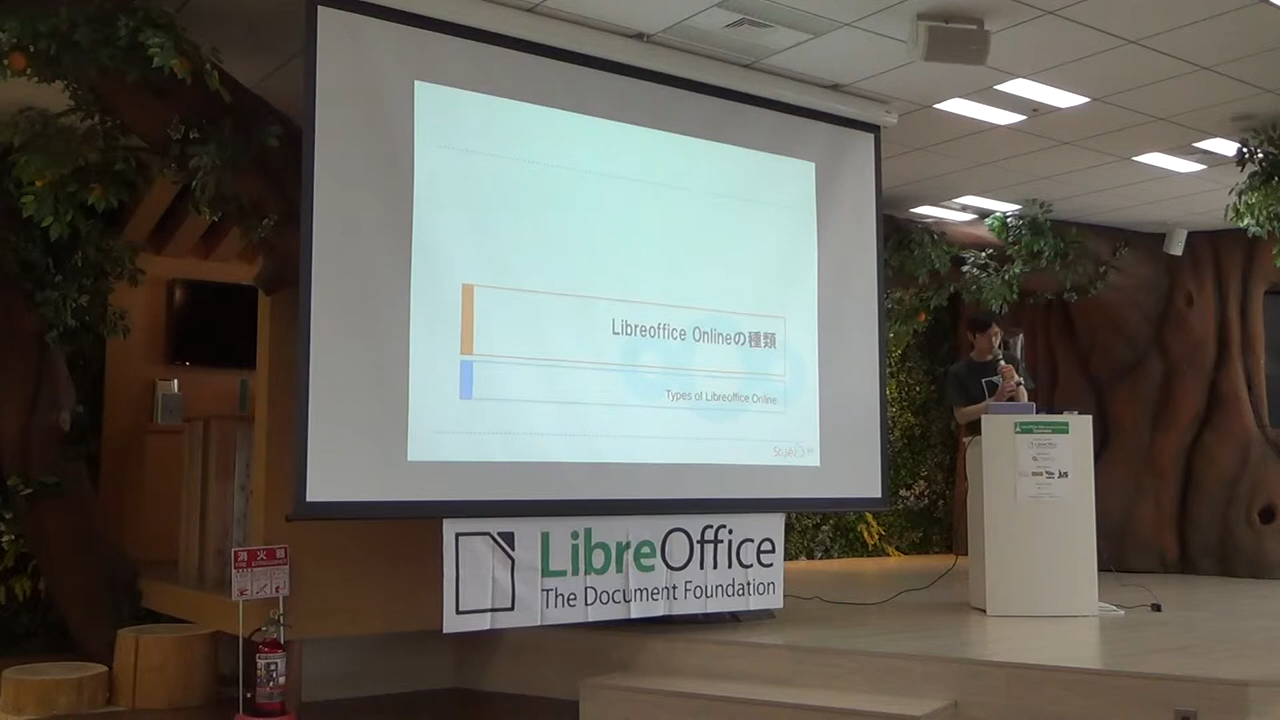 Libreoffice Onlineの種類
Types of Libreoffice Online
LibreOffice
The Document Foundation
消火器
jus